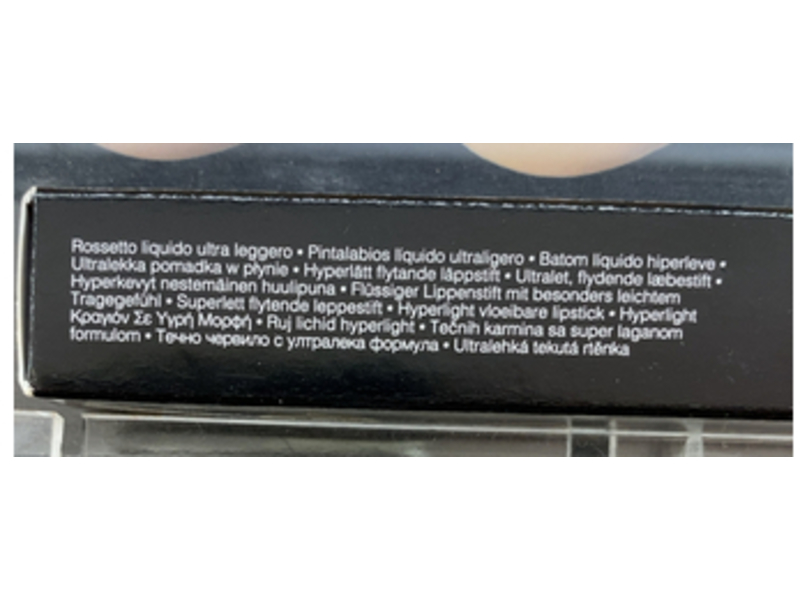 Rossetto liquido ultra leggero • Pintalabios líquido ultraligero • Batom líquido hiperleve •
Ultralekka pomadka w płynie • Hyperlätt flytande läppstift • Ultralet, flydende læbestift •
Hyperkevyt nestemäinen huulipuna • Flüssiger Lippenstift mit besonders leichtem
Tragegefühl • Superlett flytende leppestift • Hyperlight vloeibare lipstick • Hyperlight
Κραγιόν Σε Υγρή Μορφή • Ruj lichid hyperlight • Tečnih karmina sa super laganom
formulom • Течно червило с ултралека формула • Ultralehká tekutá rtěnka